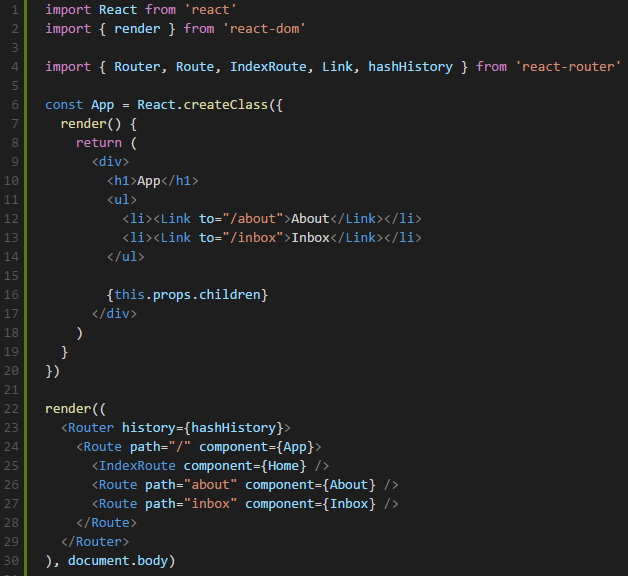 1 import React from 'react'
2 import { render } from 'react-dom'
3
4 import { Router, Route, IndexRoute, Link, hashHistory } from 'react-router'
5
6 const App = React.createClass({
7   render() {
8     return (
9       <div>
10         <h1>App</h1>
11         <ul>
12           <li><Link to="/about">About</Link></li>
13           <li><Link to="/inbox">Inbox</Link></li>
14         </ul>
15
16         {this.props.children}
17       </div>
18     )
19   }
20 })
21
22 render((
23   <Router history={hashHistory}>
24     <Route path="/" component={App}>
25       <IndexRoute component={Home} />
26       <Route path="about" component={About} />
27       <Route path="inbox" component={Inbox} />
28     </Route>
29   </Router>
30 ), document.body)